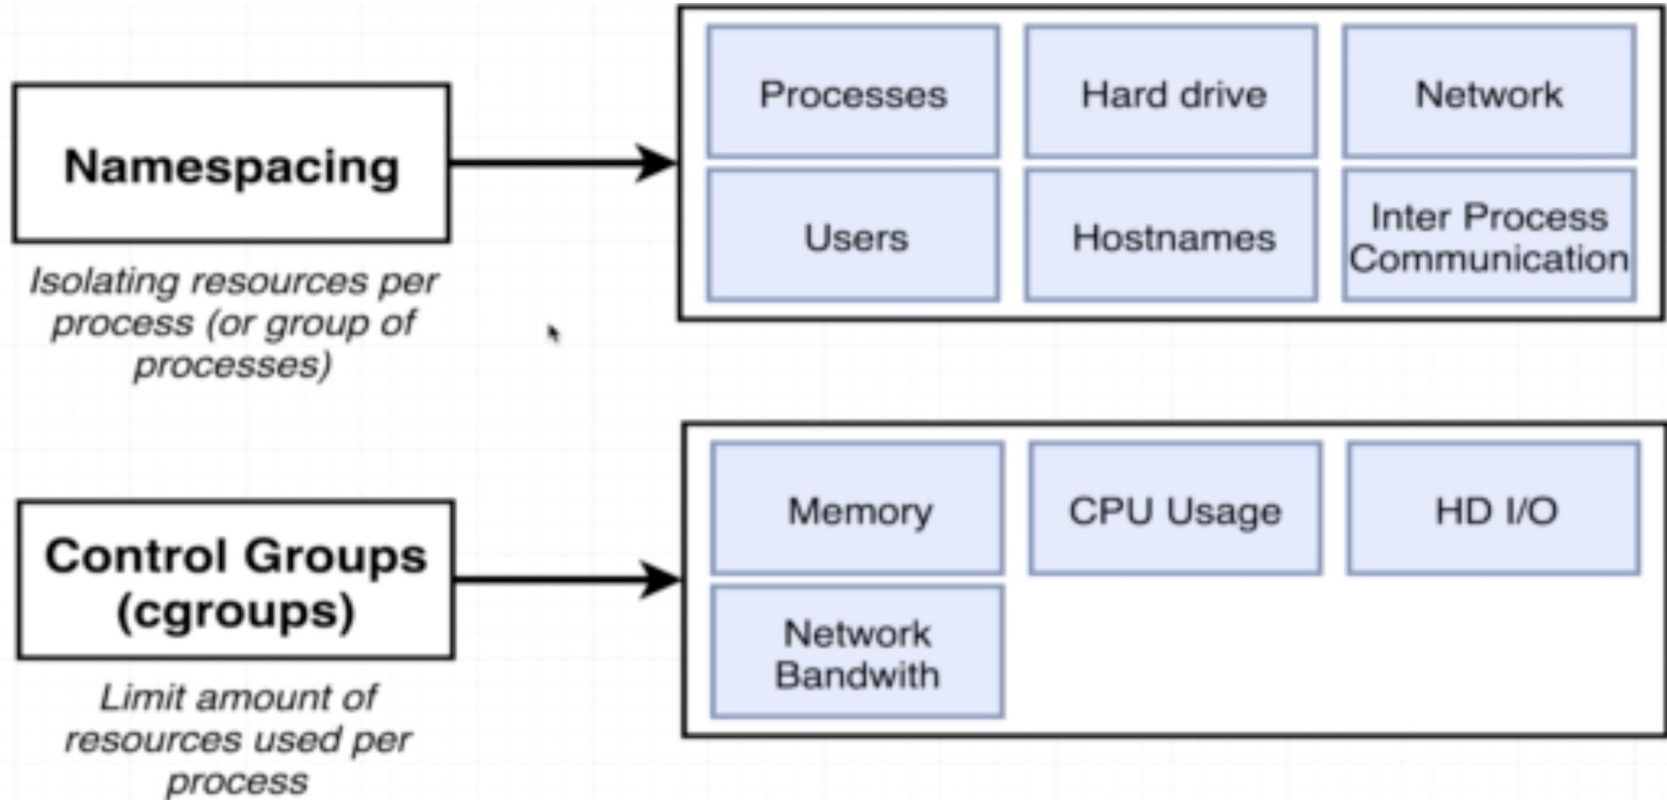 Namespacing
Isolating resources per
process (or group of
processes)
Processes
Hard drive
Network
Users
Hostnames
Inter Process
Communication
Control Groups
(cgroups)
Limit amount of
resources used per
process
Memory
CPU Usage
HD I/O
Network
Bandwith